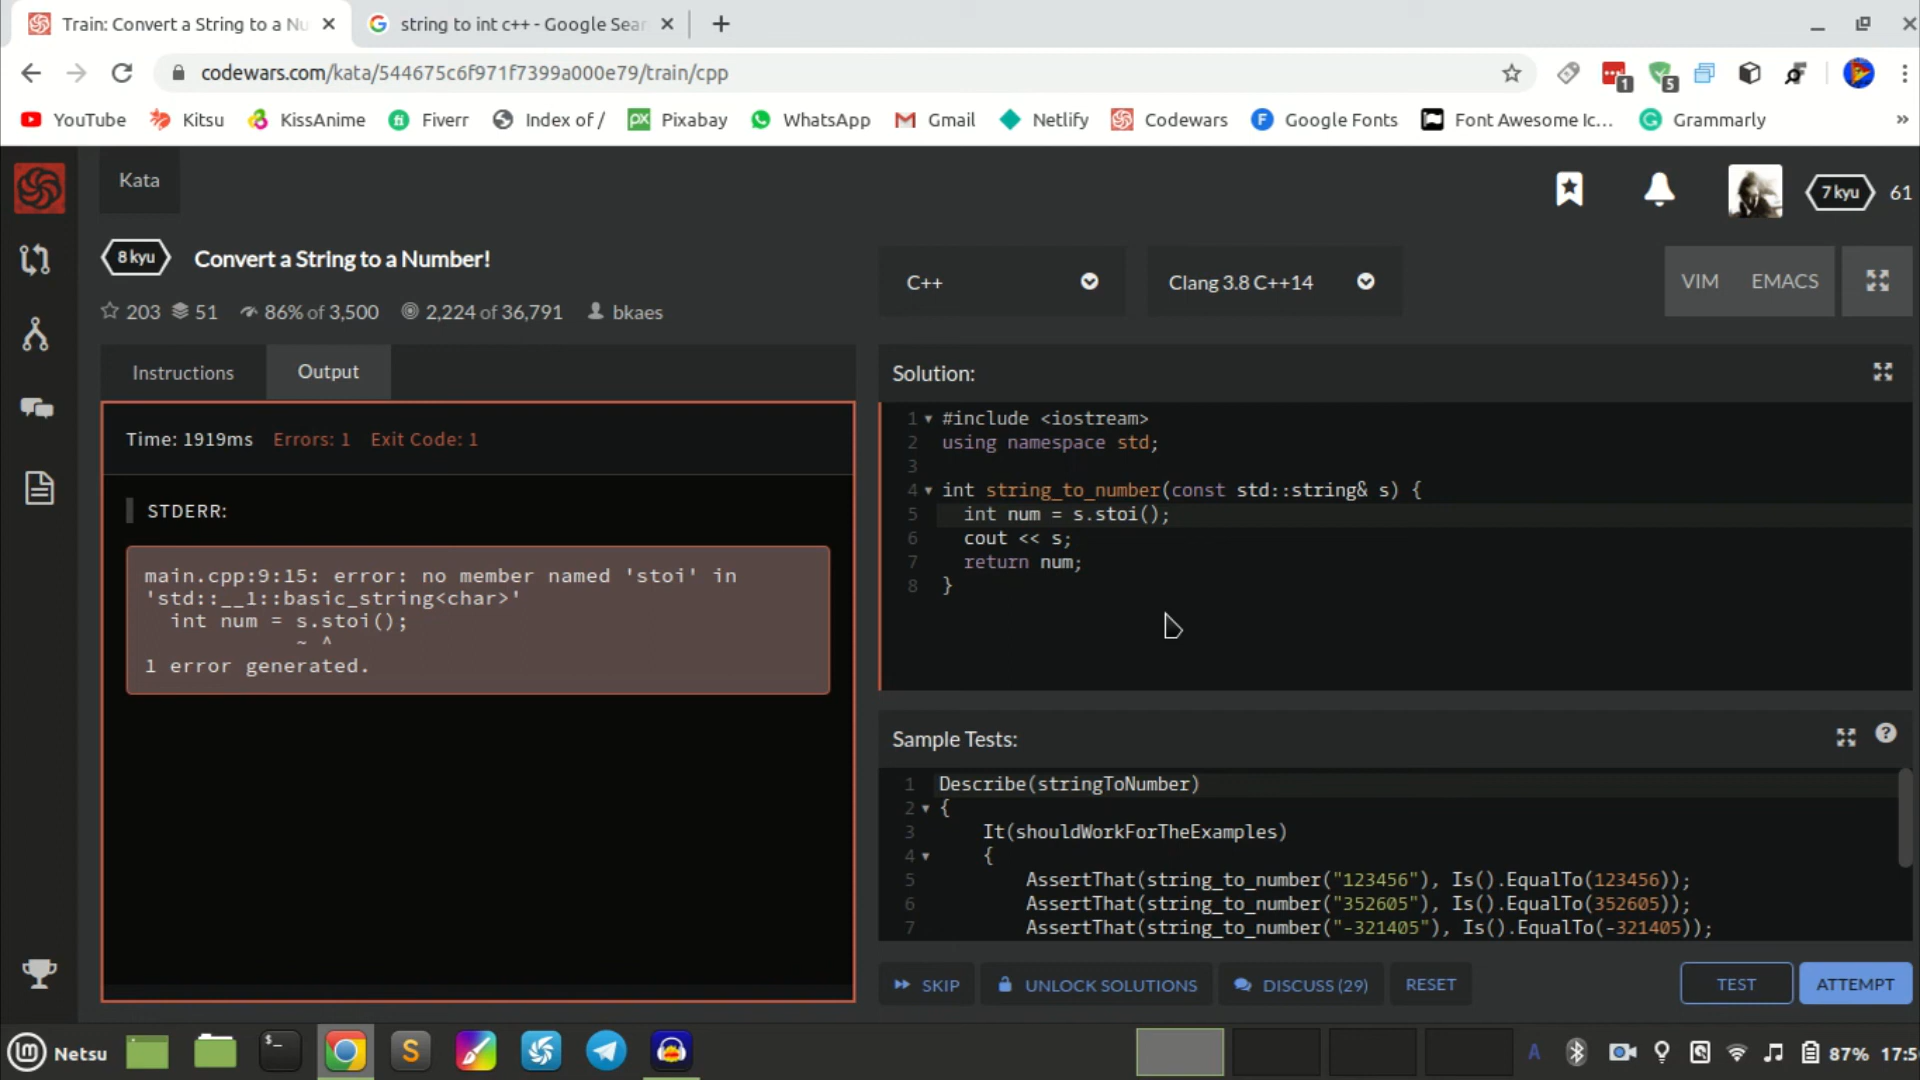 Train: Convert a String to a Nu
string to int c++ - Google Sear
codewars.com/kata/544675c6f971f7399a000e79/train/cpp
1
5
YouTube
Kitsu
KissAnime
Fiverr
Index of /
Pixabay
WhatsApp
Gmail
Netlify
Codewars
Google Fonts
Font Awesome Ic...
Grammarly
»
Kata
7 kyu
61
8 kyu
Convert a String to a Number!
203
51
86% of 3,500
2,224 of 36,791
bkaes
C++
Clang 3.8 C++14
VIM
EMACS
Instructions
Output
Time: 1919ms Errors: 1 Exit Code: 1
STDERR:
main.cpp:9:15: error: no member named 'stoi' in
'std::__1::basic_string<char>'
int num = s.stoi();
~ ^
1 error generated.
Solution:
1 #include <iostream>
2 using namespace std;
3
4 int string_to_number(const std::string& s) {
5 int num = s.stoi();
6 cout << s;
7 return num;
8 }
Sample Tests:
1 Describe(stringToNumber)
2 {
3 It(shouldWorkForTheExamples)
4 {
5 AssertThat(string_to_number("123456"), Is().EqualTo(123456));
6 AssertThat(string_to_number("352605"), Is().EqualTo(352605));
7 AssertThat(string_to_number("-321405"), Is().EqualTo(-321405));
SKIP
UNLOCK SOLUTIONS
DISCUSS (29)
RESET
TEST
ATTEMPT
Netsu
A
87%
17:5